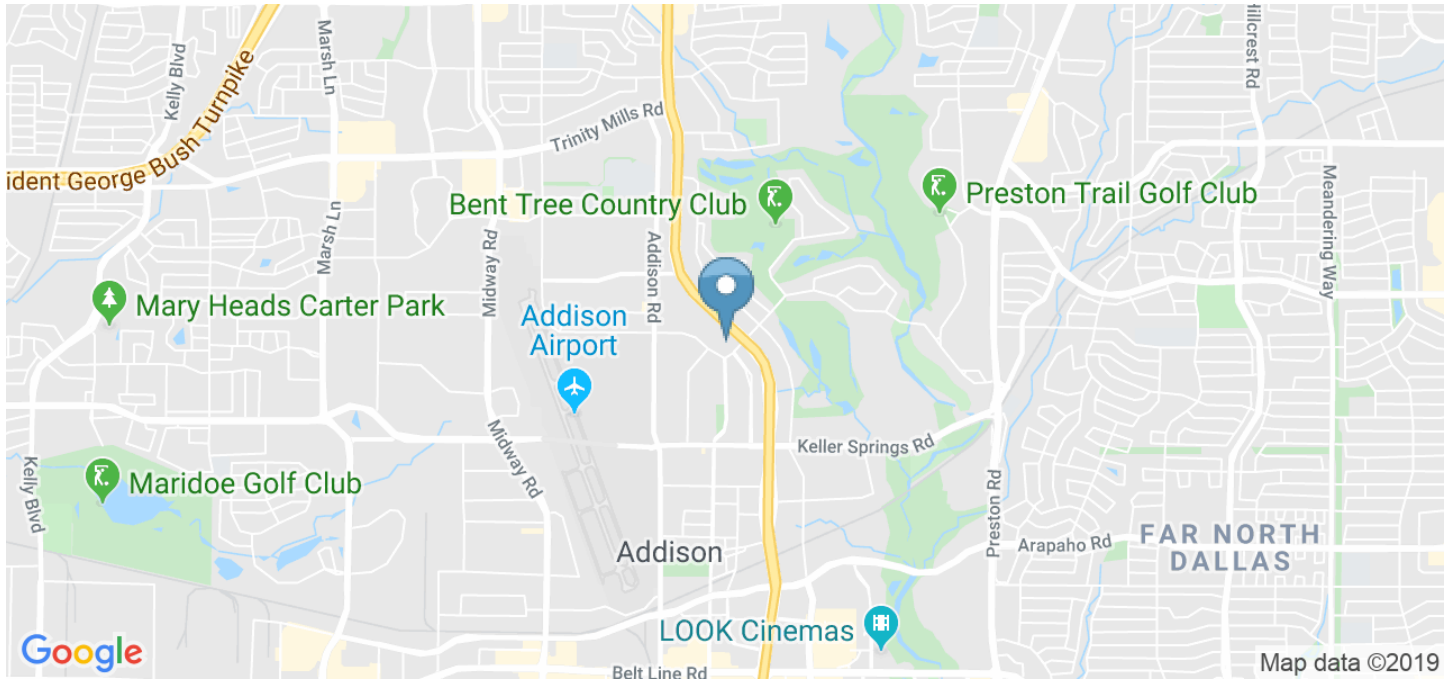 Kelly Blvd
Marsh Ln
Hillcrest Rd
Trinity Mills Rd
ident George Bush Turnpike
Bent Tree Country Club
Preston Trail Golf Club
Meandering Way
Marsh Ln
Midway Rd
Addison Rd
Mary Heads Carter Park
Addison
Airport
Keller Springs Rd
Midway Rd
Kelly Blvd
Maridoe Golf Club
Preston Rd
Addison
Arapaho Rd
FAR NORTH
DALLAS
LOOK Cinemas
Google
Belt Line Rd
Map data ©2019